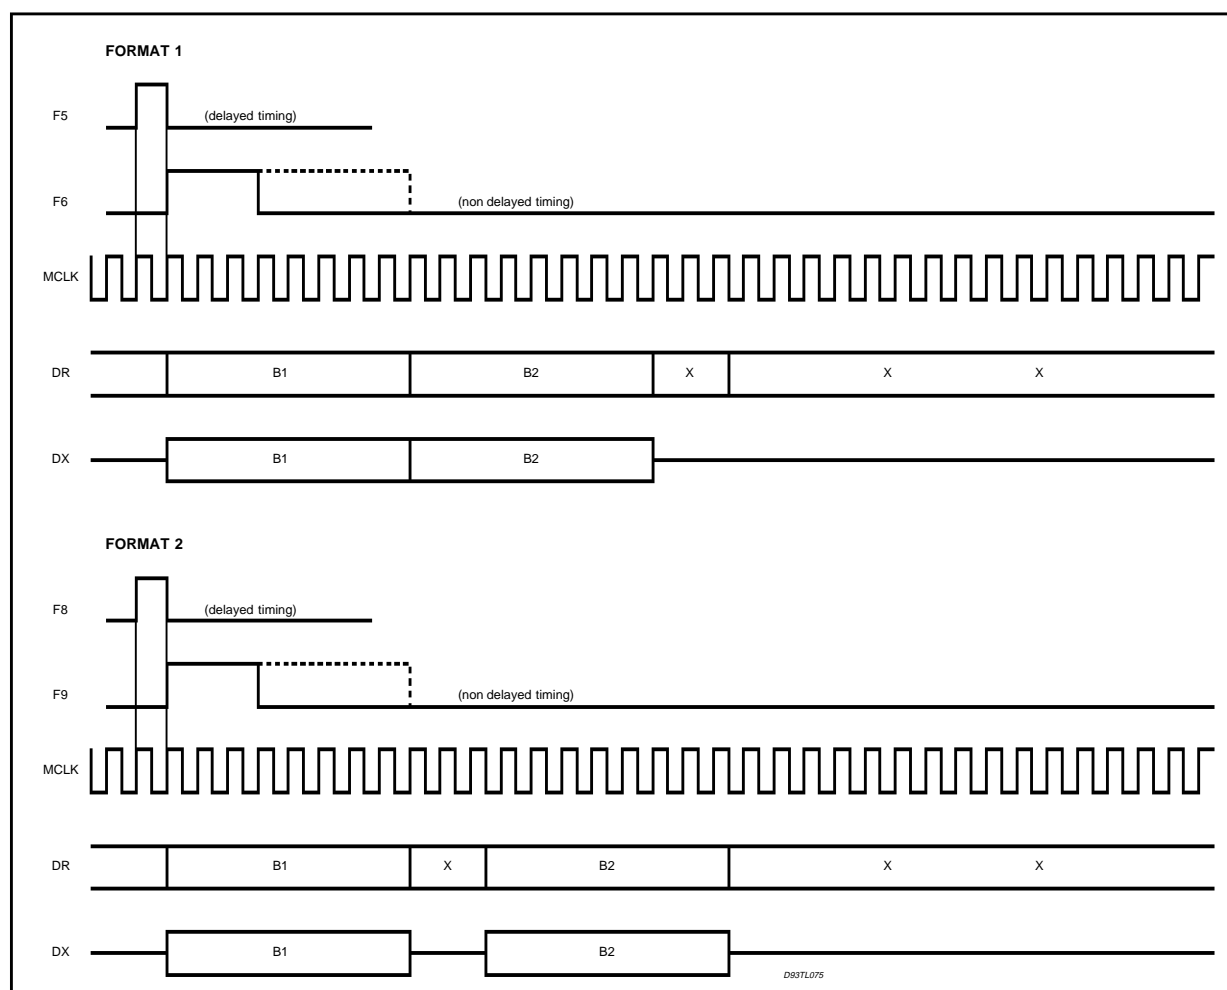 FORMAT 1
F5 (delayed timing)
F6 (non delayed timing)
MCLK
DR B1 B2 X X X
DX B1 B2
FORMAT 2
F8 (delayed timing)
F9 (non delayed timing)
MCLK
DR B1 X B2 X X
DX B1 B2
D93TL075